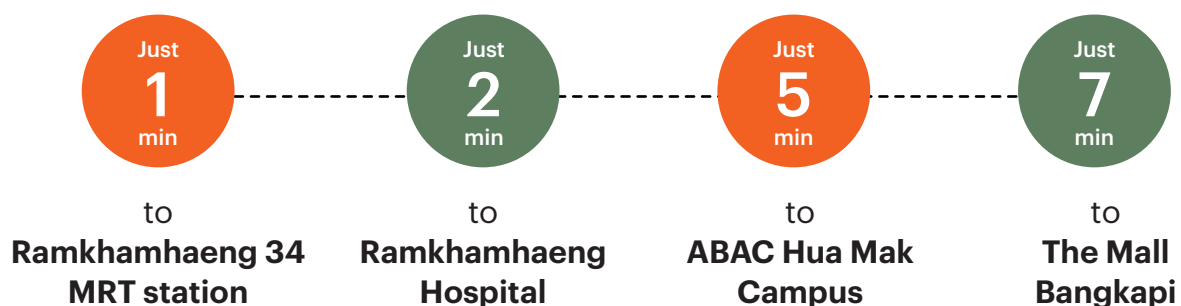 Just
1
min
to
Ramkhamhaeng 34
MRT station
Just
2
min
to
Ramkhamhaeng
Hospital
Just
5
min
to
ABAC Hua Mak
Campus
Just
7
min
to
The Mall
Bangkapi